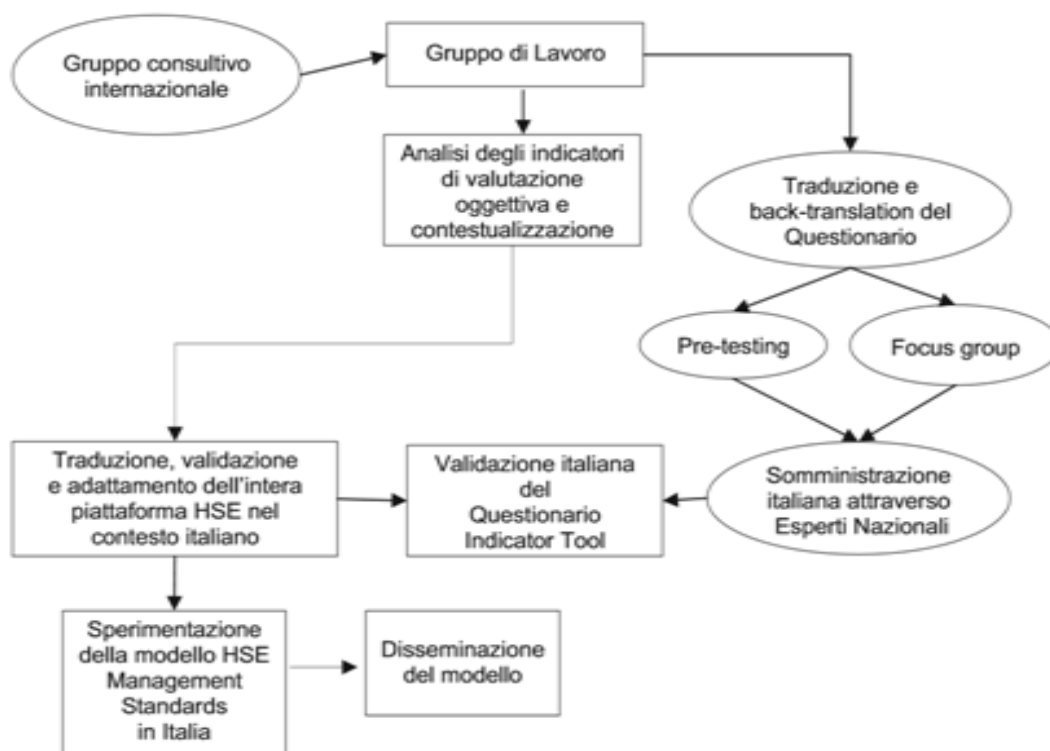 Gruppo consultivo
internazionale
Gruppo di Lavoro
Analisi degli indicatori
di valutazione
oggettiva e
contestualizzazione
Traduzione e
back-translation del
Questionario
Pre-testing
Focus group
Traduzione, validazione
e adattamento dell'intera
piattaforma HSE nel
contesto italiano
Validazione italiana
del
Questionario
Indicator Tool
Somministrazione
italiana attraverso
Esperti Nazionali
Sperimentazione
della modello HSE
Management
Standards
in Italia
Disseminazione
del modello